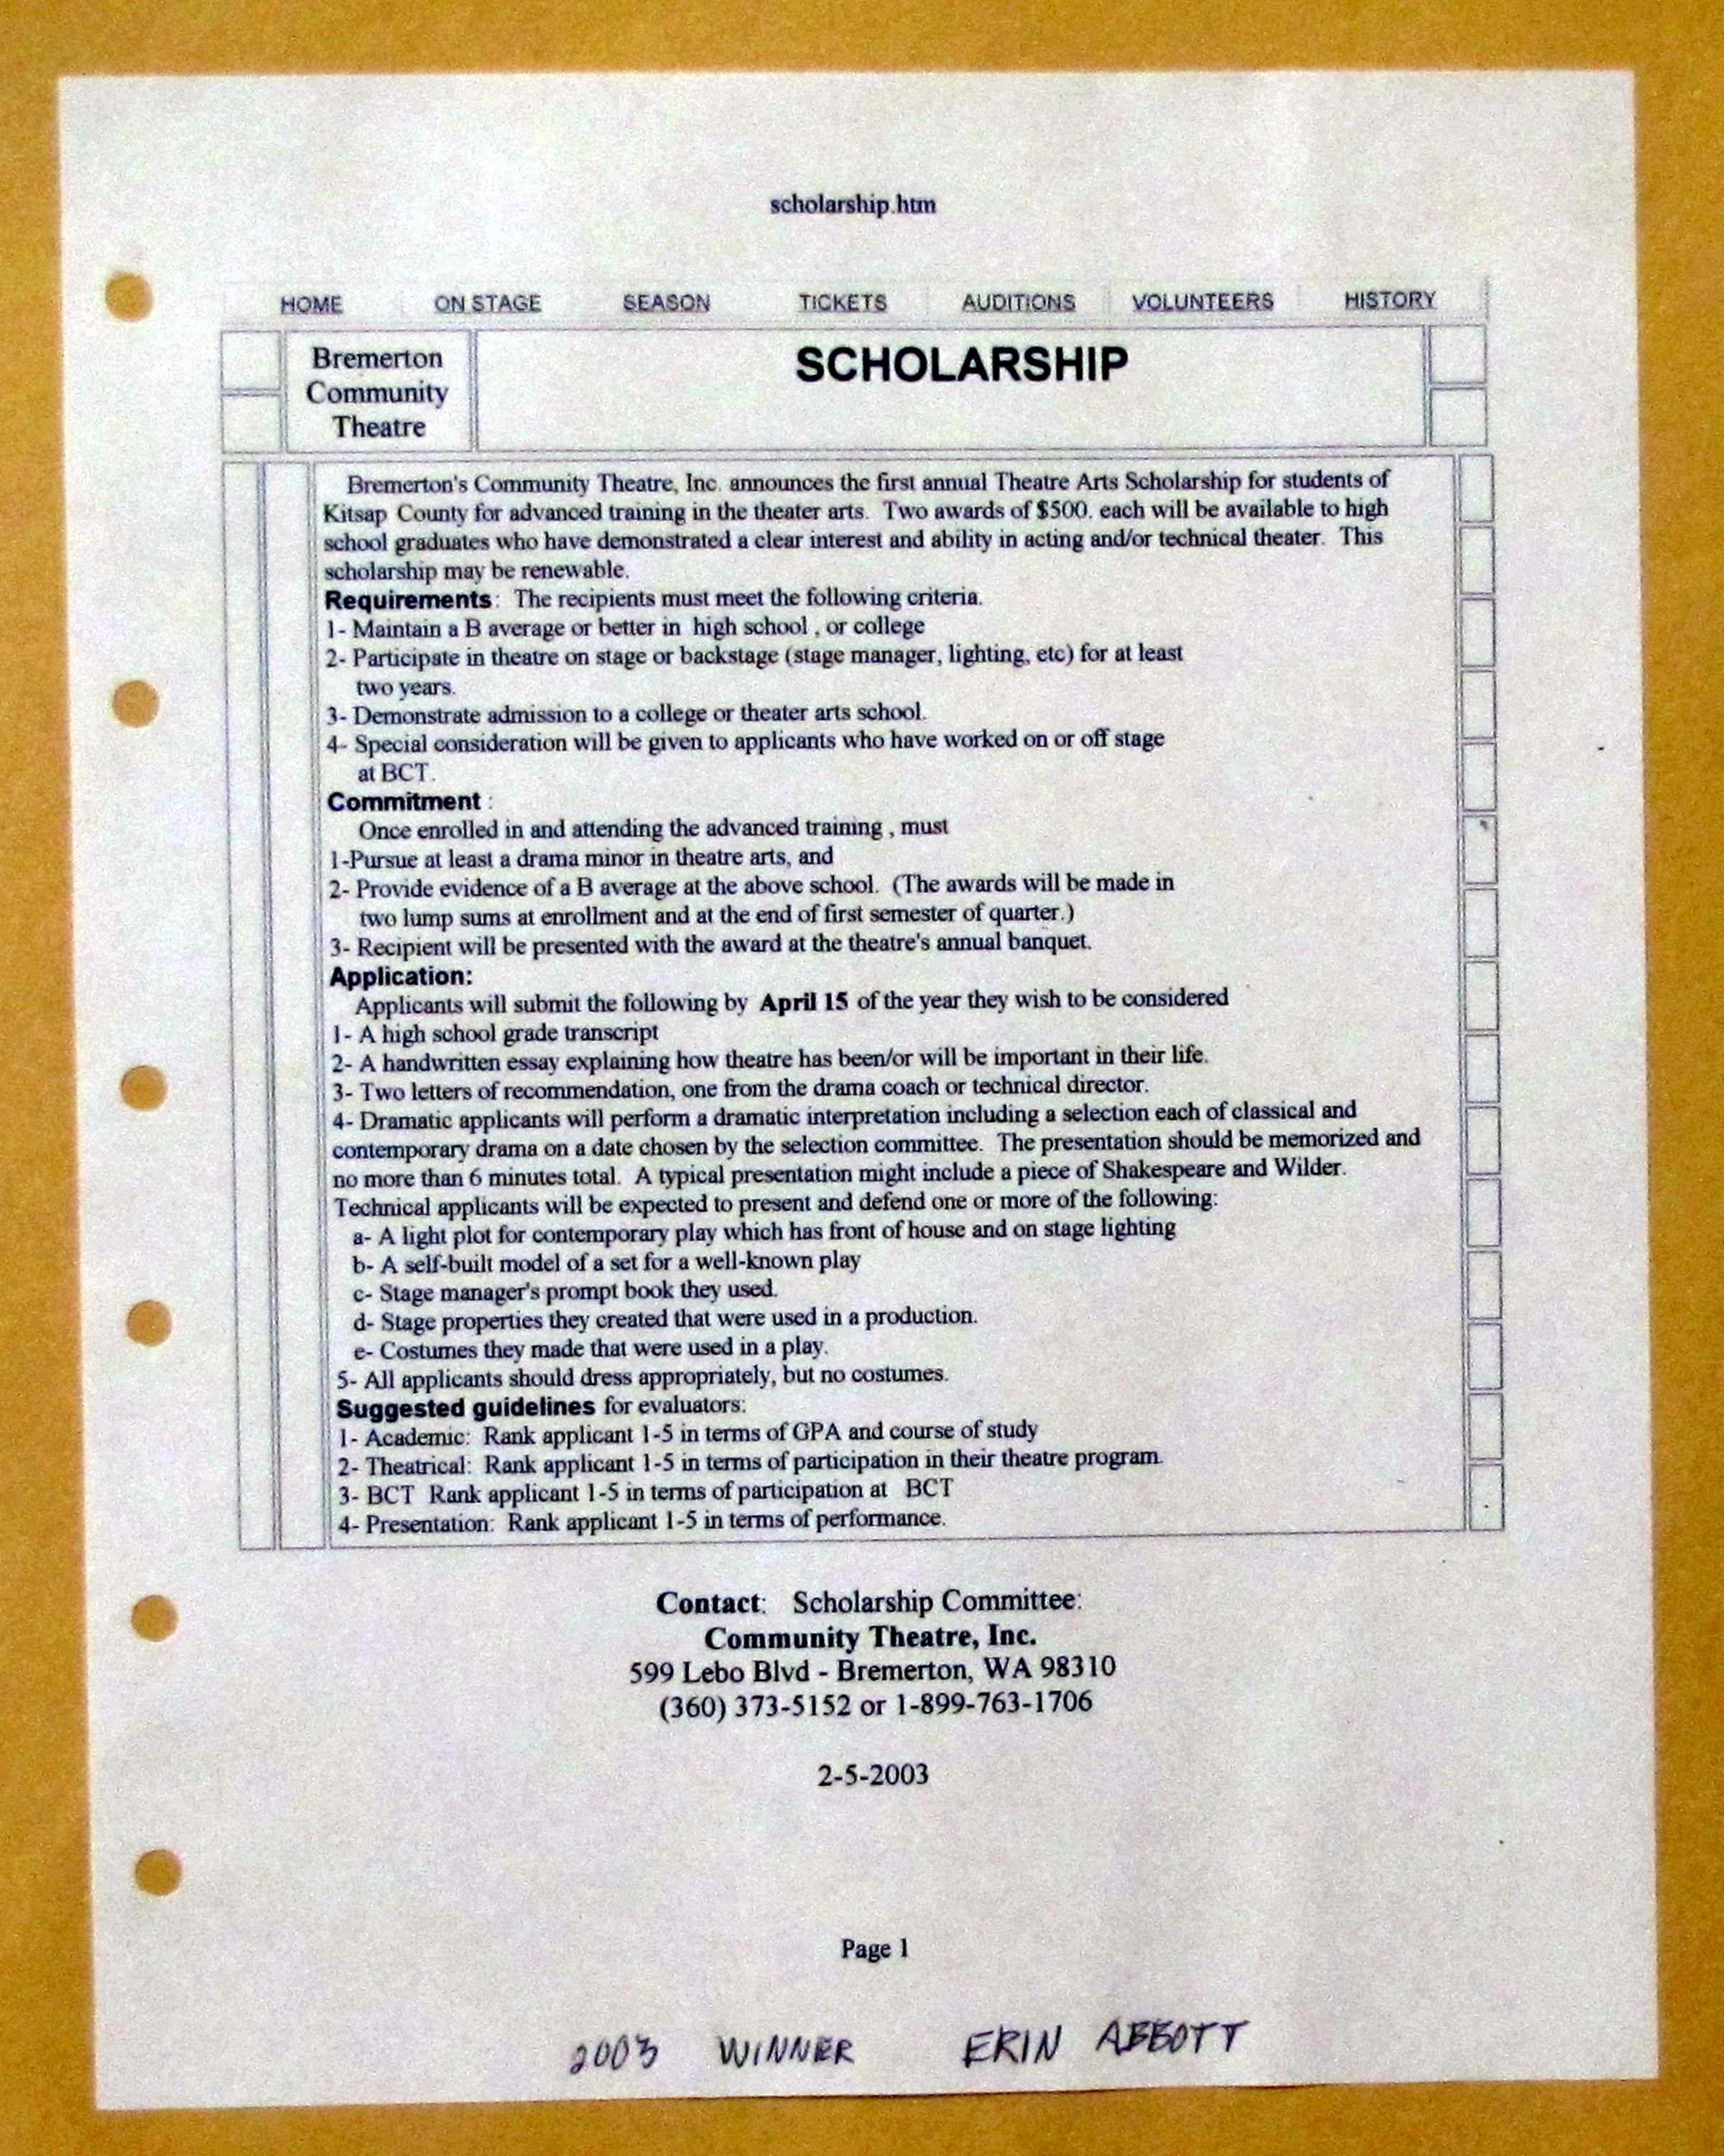 scholarship.htm
HOME ON STAGE SEASON TICKETS AUDITIONS VOLUNTEERS HISTORY
Bremerton
Community
Theatre
SCHOLARSHIP
Bremerton's Community Theatre, Inc. announces the first annual Theatre Arts Scholarship for students of
Kitsap County for advanced training in the theater arts. Two awards of $500. each will be available to high
school graduates who have demonstrated a clear interest and ability in acting and/or technical theater. This
scholarship may be renewable.
Requirements: The recipients must meet the following criteria.
1- Maintain a B average or better in high school , or college
2- Participate in theatre on stage or backstage (stage manager, lighting, etc) for at least
two years.
3- Demonstrate admission to a college or theater arts school.
4- Special consideration will be given to applicants who have worked on or off stage
at BCT.
Commitment :
Once enrolled in and attending the advanced training , must
1-Pursue at least a drama minor in theatre arts, and
2- Provide evidence of a B average at the above school. (The awards will be made in
two lump sums at enrollment and at the end of first semester of quarter.)
3- Recipient will be presented with the award at the theatre's annual banquet.
Application:
Applicants will submit the following by April 15 of the year they wish to be considered
1- A high school grade transcript
2- A handwritten essay explaining how theatre has been/or will be important in their life.
3- Two letters of recommendation, one from the drama coach or technical director.
4- Dramatic applicants will perform a dramatic interpretation including a selection each of classical and
contemporary drama on a date chosen by the selection committee. The presentation should be memorized and
no more than 6 minutes total. A typical presentation might include a piece of Shakespeare and Wilder.
Technical applicants will be expected to present and defend one or more of the following:
a- A light plot for contemporary play which has front of house and on stage lighting
b- A self-built model of a set for a well-known play
c- Stage manager's prompt book they used.
d- Stage properties they created that were used in a production.
e- Costumes they made that were used in a play.
5- All applicants should dress appropriately, but no costumes.
Suggested guidelines for evaluators:
1- Academic: Rank applicant 1-5 in terms of GPA and course of study
2- Theatrical: Rank applicant 1-5 in terms of participation in their theatre program.
3- BCT Rank applicant 1-5 in terms of participation at BCT
4- Presentation: Rank applicant 1-5 in terms of performance.
Contact: Scholarship Committee:
Community Theatre, Inc.
599 Lebo Blvd - Bremerton, WA 98310
(360) 373-5152 or 1-899-763-1706
2-5-2003
Page 1
2003 WINNER ERIN ABBOTT